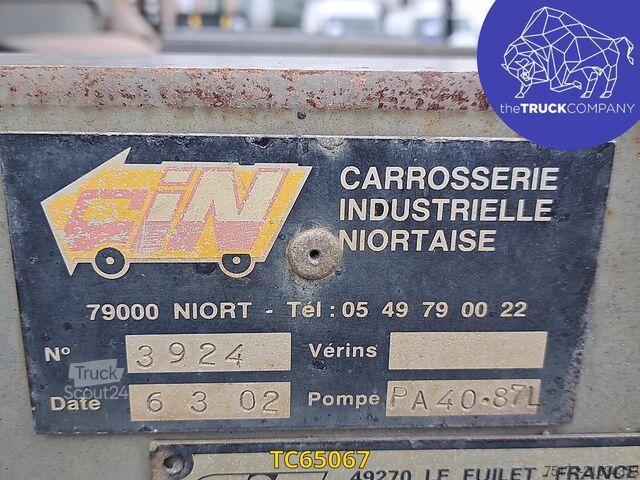 theTRUCKCOMPANY
CiN
CARROSSERIE
INDUSTRIELLE
NIORTAISE
79000 NIORT - Tél : 05 49 79 00 22
No 3924 Vérins
Truck
Scout24
Date 6 3 02 Pompe PA40·87L
TC65067
49270 LE FUILET - FRANCE